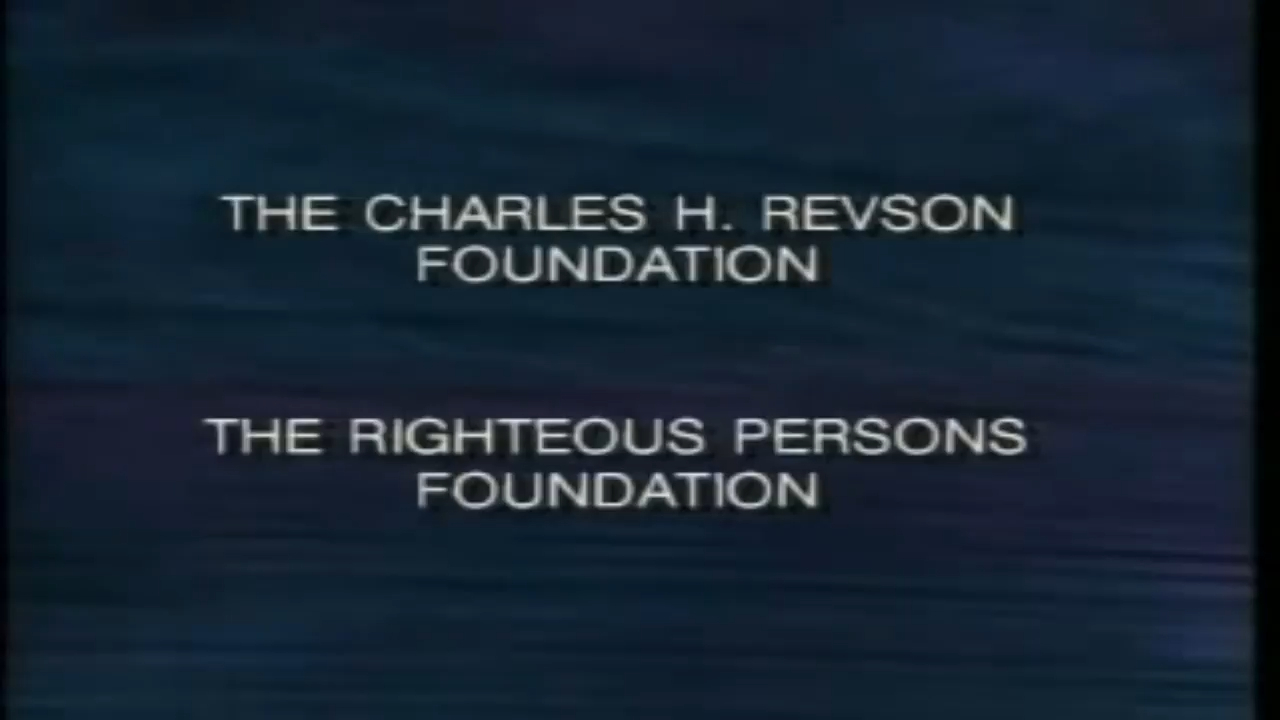 THE CHARLES H. REVSON
FOUNDATION
THE RIGHTEOUS PERSONS
FOUNDATION